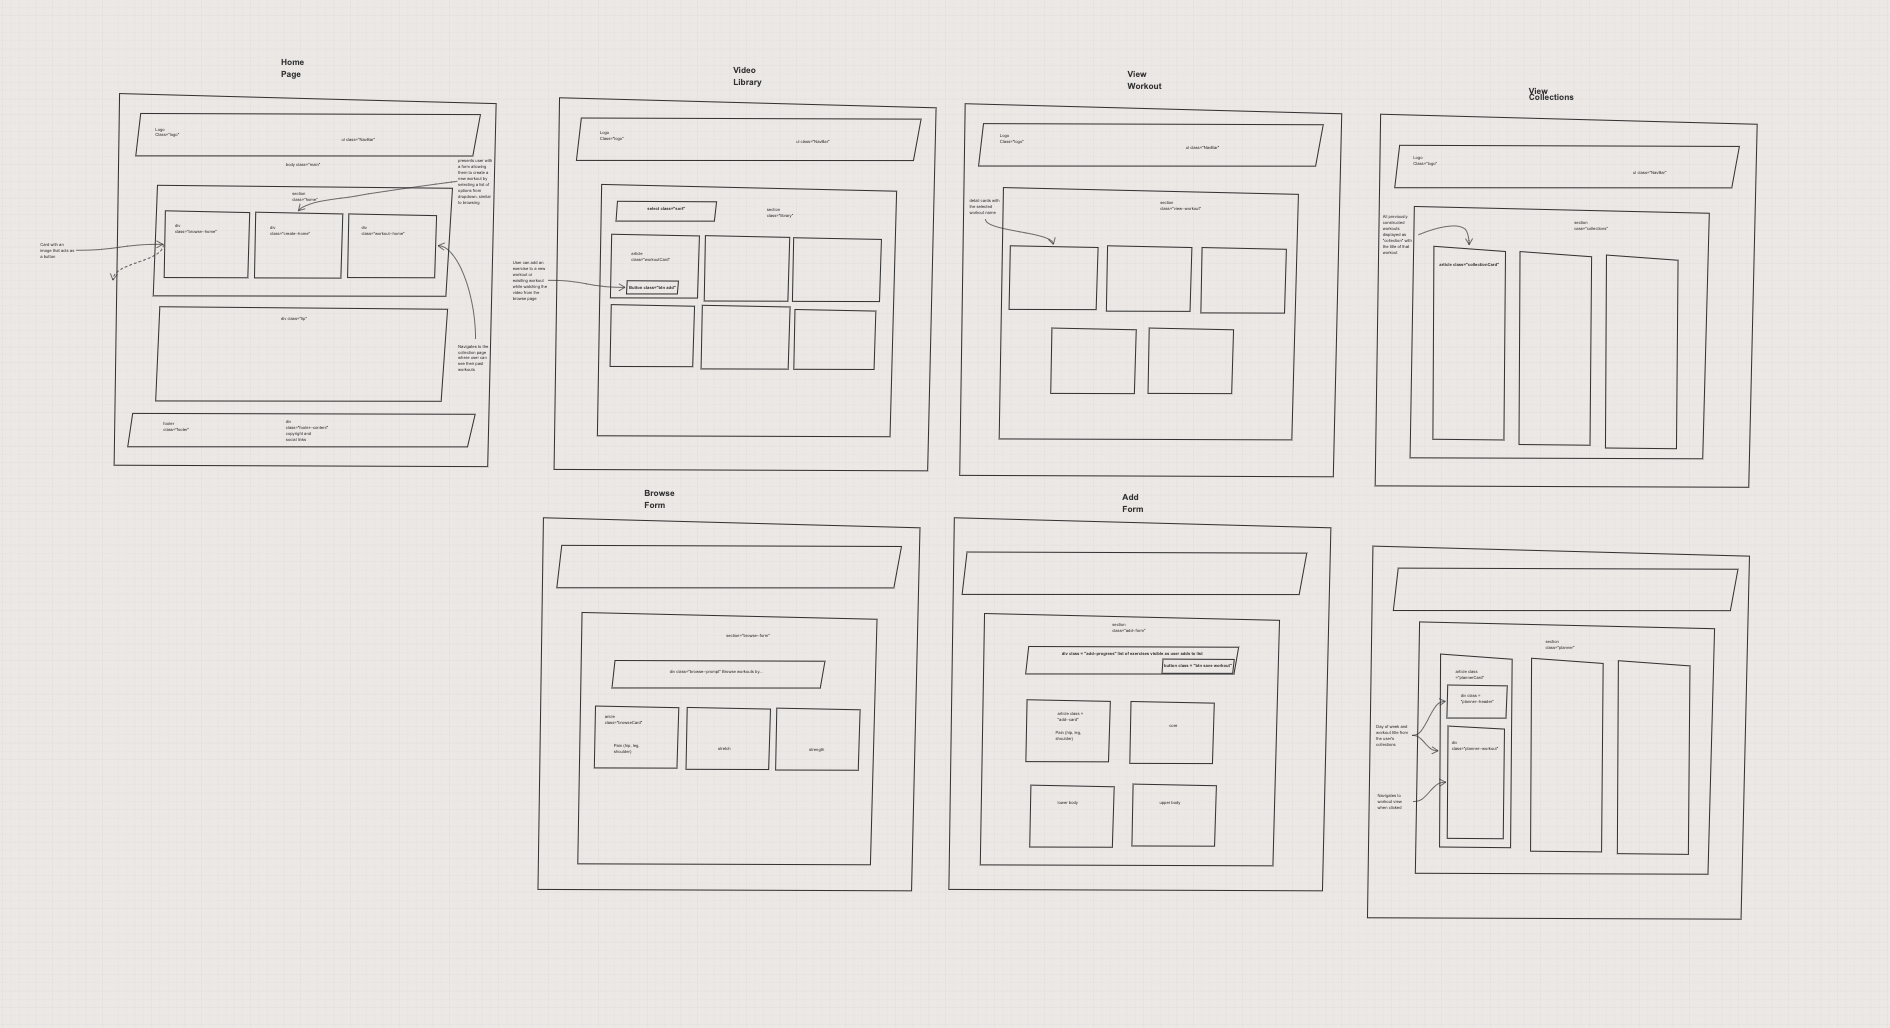 Home
Page
Video
Library
View
Workout
View
Collections
Logo
Class="logo"
ul class="NavBar"
body class="main"
presents user with
a form allowing
them to create a
new workout by
selecting a list of
options from
dropdown, similar
to browsing
section
class="home"
div
class="browse-home"
div
class="create-home"
div
class="workout-home"
Card with an
image that acts as
a button
div class="tip"
Navigates to the
collection page
where user can
see their past
workouts
footer
class="footer"
div
class="footer-content"
copyright and
social links
Logo
Class="logo"
ul class="NavBar"
select class="sort"
section
class="library"
article
class="workoutCard"
Button class="btn add"
User can add an
exercise to a new
workout or
existing workout
while watching the
video from the
browse page
Logo
Class="logo"
ul class="NavBar"
detail cards with
the selected
workout name
section
class="view-workout"
Logo
Class="logo"
ul class="NavBar"
All previously
constructed
workouts
displayed as
"collection" with
the title of that
workout
section
class="collections"
article class="collectionCard"
Browse
Form
section="browse-form"
div class="browse-prompt" Browse workouts by...
article
class="browseCard"
Pain (hip, leg,
shoulder)
stretch
strength
Add
Form
section
class="add-form"
div class = "add-progress" list of exercises visible as user adds to list
button class = "btn save workout"
article class =
"add-card"
Pain (hip, leg,
shoulder)
core
lower body
upper body
section
class="planner"
article class
="plannerCard"
div class =
"planner-header"
div
class="planner-workout"
Day of week and
workout title from
the user's
collections
Navigates to
workout view
when clicked